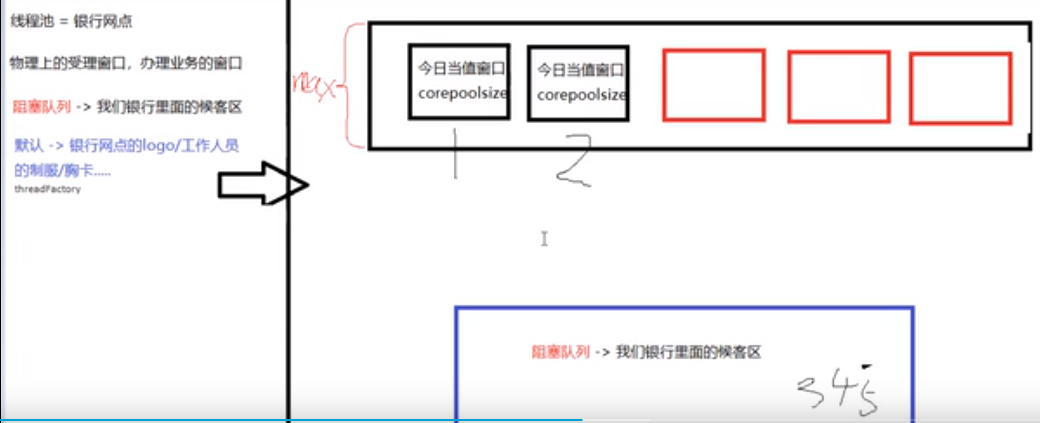 线程池 = 银行网点
物理上的受理窗口，办理业务的窗口
阻塞队列 -> 我们银行里面的候客区
默认 -> 银行网点的logo/工作人员
的制服/胸卡.....
threadFactory
max
今日当值窗口
corepoolsize
今日当值窗口
corepoolsize
1
2
阻塞队列 -> 我们银行里面的候客区
3 4 5